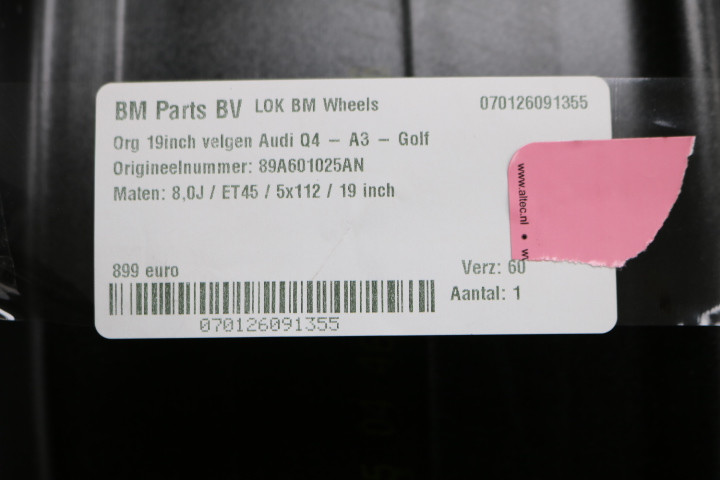 BM Parts BV LOK BM Wheels 070126091355
Org 19inch velgen Audi Q4 – A3 – Golf
Origineelnummer: 89A601025AN
Maten: 8,0J / ET45 / 5x112 / 19 inch
www.altec.nl •
899 euro
Verz: 60
Aantal: 1
070126091355